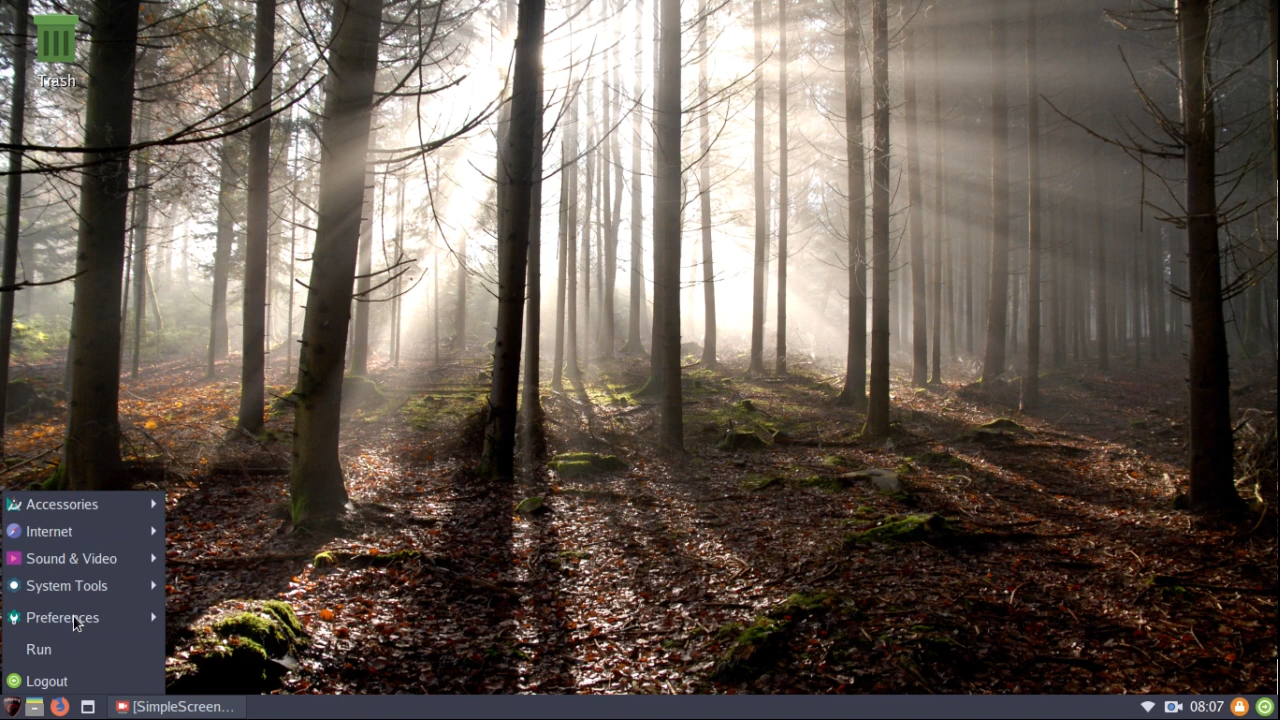 Trash
Accessories
Internet
Sound & Video
System Tools
Preferences
Run
Logout
[SimpleScreen...
08:07